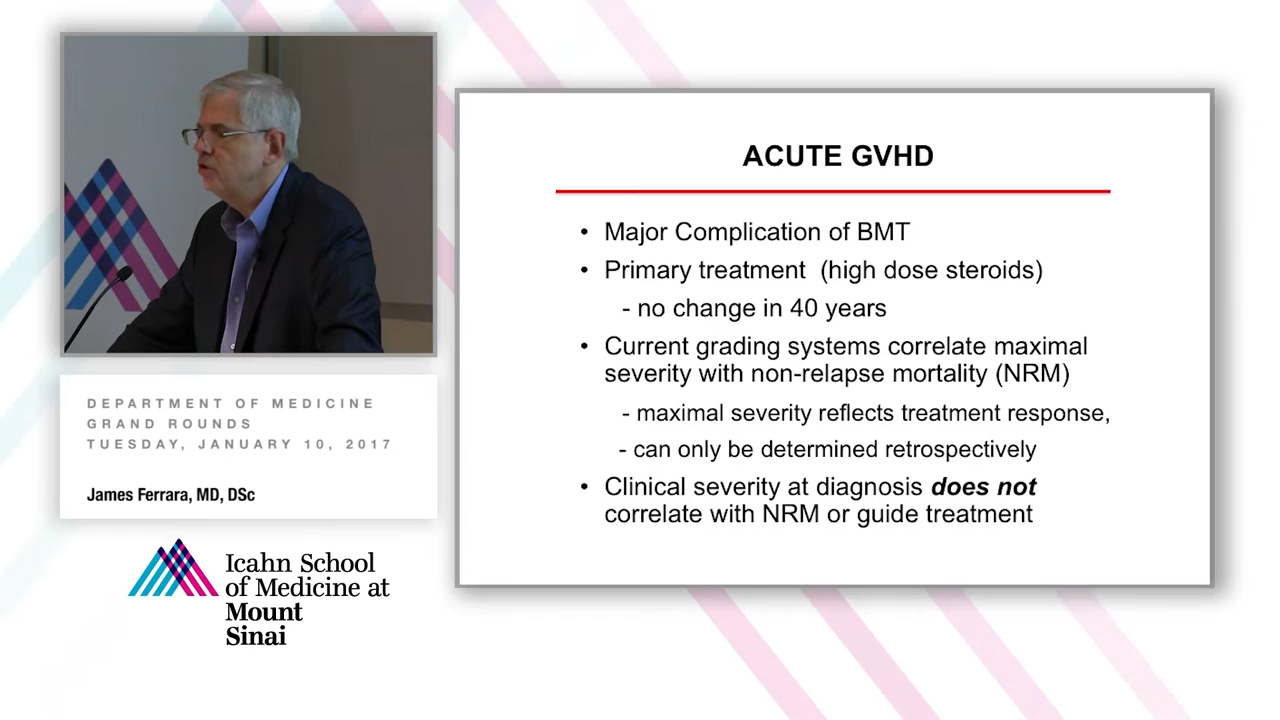 DEPARTMENT OF MEDICINE
GRAND ROUNDS
TUESDAY, JANUARY 10, 2017
James Ferrara, MD, DSc
Icahn School
of Medicine at
Mount
Sinai
ACUTE GVHD
• Major Complication of BMT
• Primary treatment (high dose steroids)
- no change in 40 years
• Current grading systems correlate maximal
severity with non-relapse mortality (NRM)
- maximal severity reflects treatment response,
- can only be determined retrospectively
• Clinical severity at diagnosis does not
correlate with NRM or guide treatment